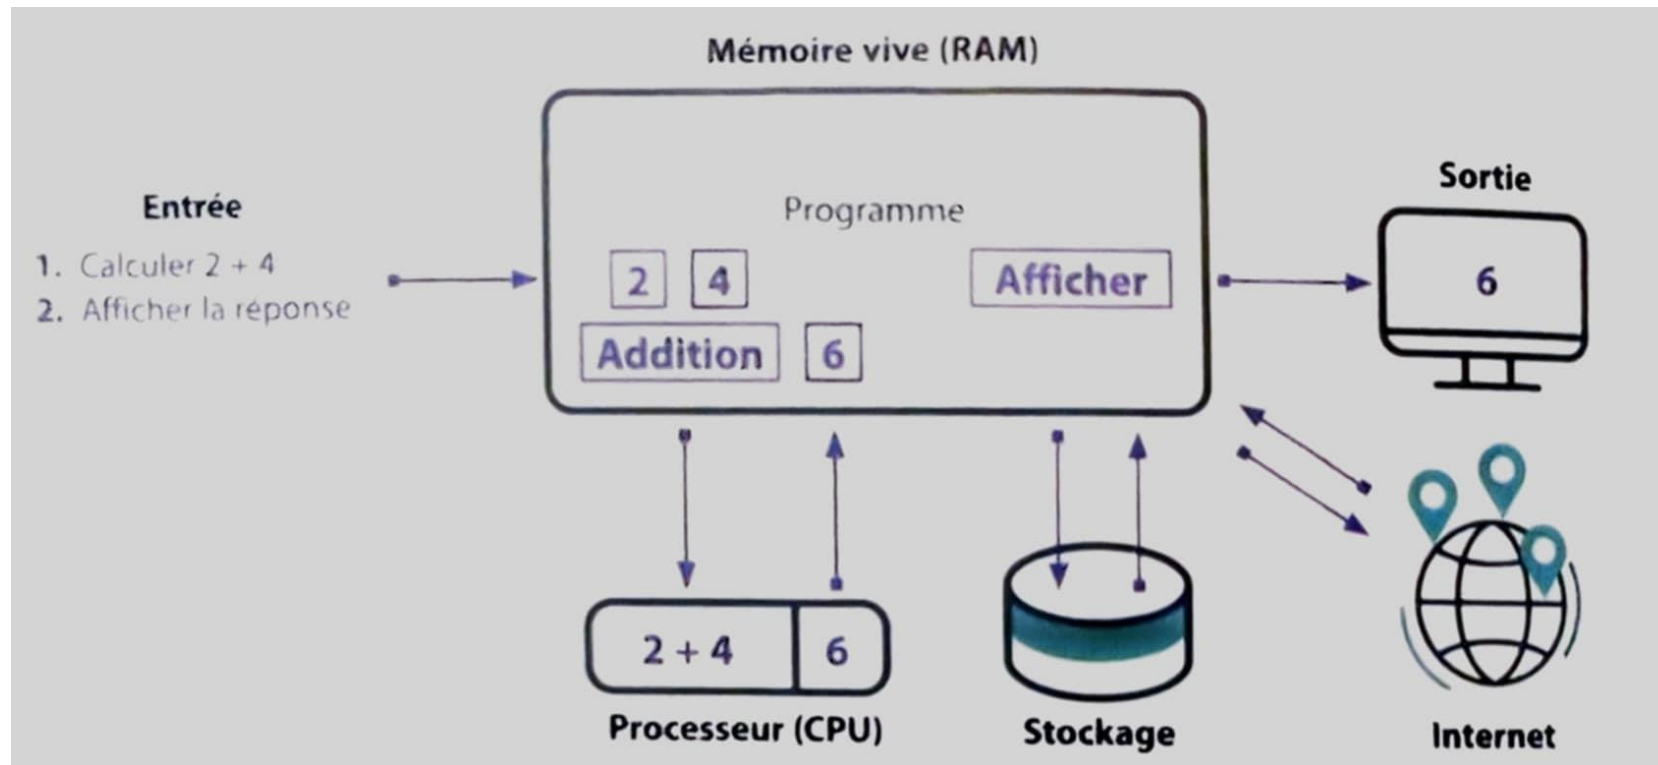 Mémoire vive (RAM)
Entrée
1. Calculer 2 + 4
2. Afficher la réponse
Programme
2 4
Addition 6
Afficher
Sortie
6
2 + 4 6
Processeur (CPU)
Stockage
Internet